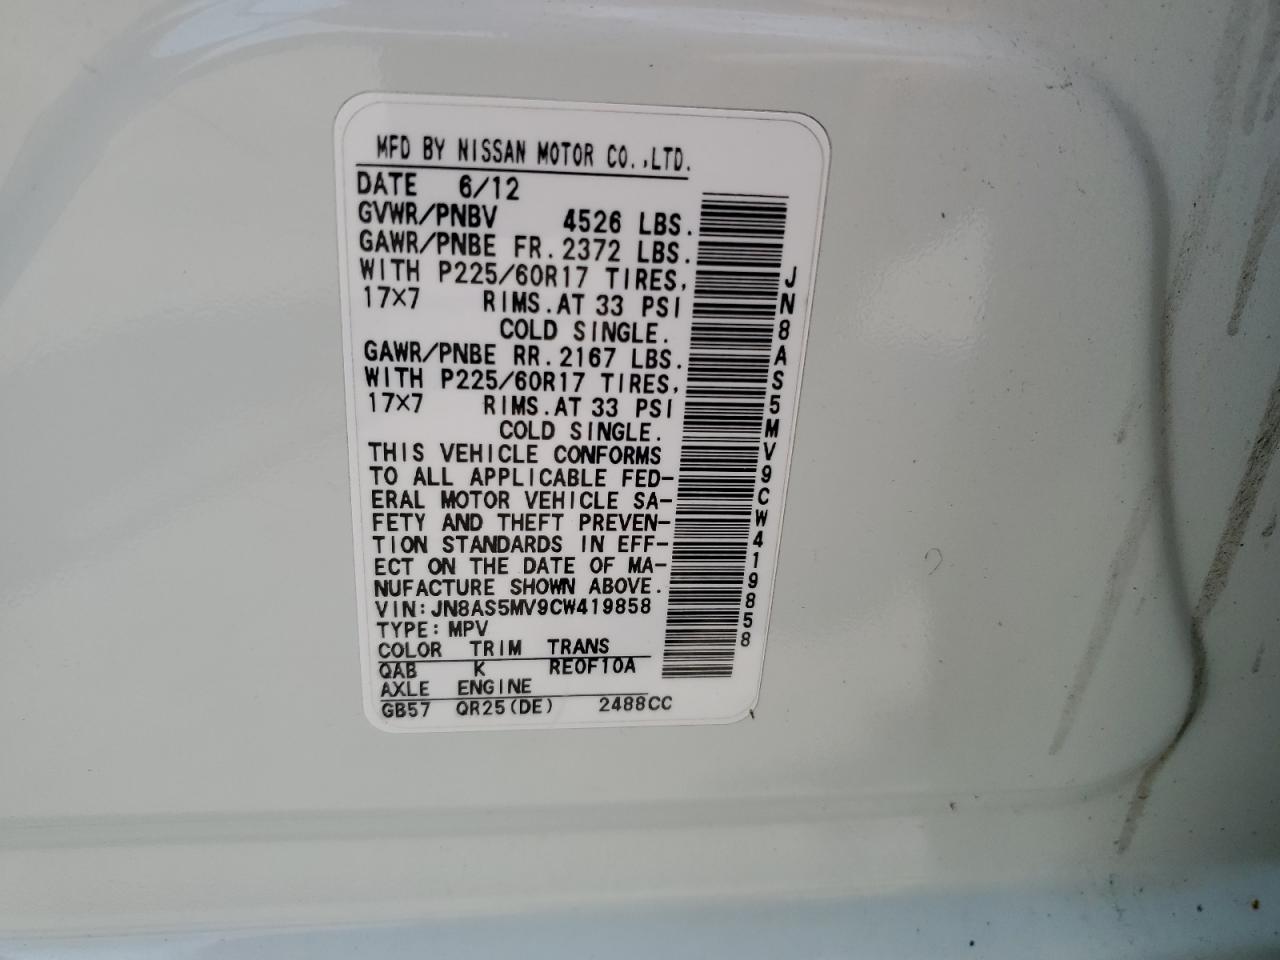 MFD BY NISSAN MOTOR CO.,LTD.
DATE 6/12
GVWR/PNBV 4526 LBS.
GAWR/PNBE FR.2372 LBS.
WITH P225/60R17 TIRES,
17×7 RIMS.AT 33 PSI
COLD SINGLE.
GAWR/PNBE RR.2167 LBS.
WITH P225/60R17 TIRES,
17×7 RIMS.AT 33 PSI
COLD SINGLE.
THIS VEHICLE CONFORMS
TO ALL APPLICABLE FED-
ERAL MOTOR VEHICLE SA-
FETY AND THEFT PREVEN-
TION STANDARDS IN EFF-
ECT ON THE DATE OF MA-
NUFACTURE SHOWN ABOVE.
VIN:JN8AS5MV9CW419858
TYPE:MPV
COLOR TRIM TRANS
QAB K RE0F10A
AXLE ENGINE
GB57 QR25(DE) 2488CC
JN8AS5MV9CW419858